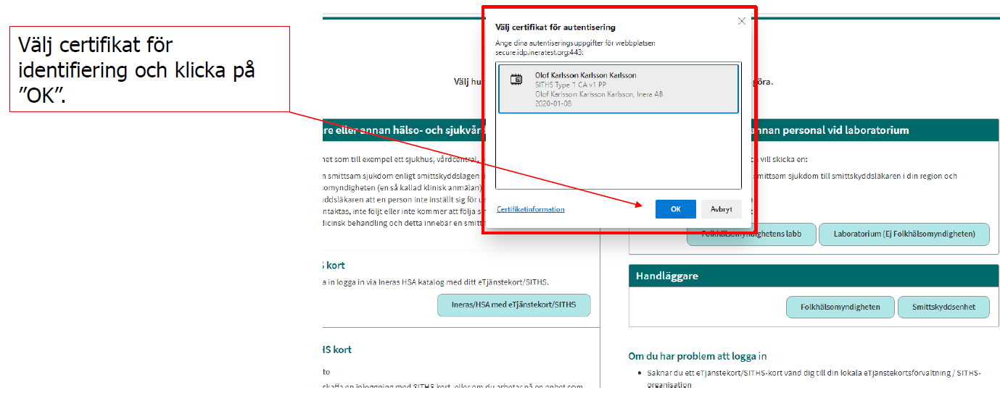 Välj certifikat för
identifiering och klicka på
”OK”.
Välj certifikat för autentisering
Ange dina autentiseringsuppgifter för webbplatsen
secure.idp.ineratest.org:443:
Olof Karlsson Karlsson Karlsson
SITHS Type 1 CA v1 PP
Olof Karlsson Karlsson Karlsson, Inera AB
2020-01-08
Certifikatinformation
OK
Avbryt
Välj hu
göra.
re eller annan hälso- och sjukvård
het som till exempel ett sjukhus, vårdcentral,
n smittsam sjukdom enligt smittskyddslagen
somyndigheten (en så kallad klinisk anmälan)
yddsläkaren att en person inte inställt sig för
ontaktas, inte följt eller inte kommer att följa
dicinsk behandling och detta innebär en
S kort
a in logga in via Ineras HSA katalog med ditt eTjänstekort/SITHS.
Ineras/HSA med eTjänstekort/SITHS
HS kort
to
skaffa en inloggning med SITHS kort, eller om du arbetar på en enhet som
annan personal vid laboratorium
vill skicka en:
smittsam sjukdom till smittskyddsläkaren i din region och
Folkhälsomyndighetens labb
Laboratorium (Ej Folkhälsomyndigheten)
Handläggare
Folkhälsomyndigheten
Smittskyddsenhet
Om du har problem att logga in
• Saknar du ett eTjänstekort/SITHS-kort vänd dig till din lokala eTjänstekortsförvaltning / SITHS-
organisation